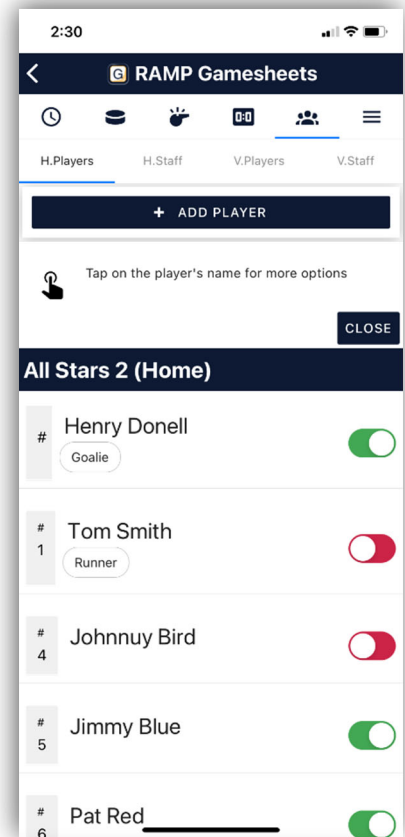 2:30
G RAMP Gamesheets
0:0
H.Players H.Staff V.Players V.Staff
+ ADD PLAYER
Tap on the player's name for more options
CLOSE
All Stars 2 (Home)
# Henry Donell
Goalie
# 1 Tom Smith
Runner
# 4 Johnnuy Bird
# 5 Jimmy Blue
# 6 Pat Red